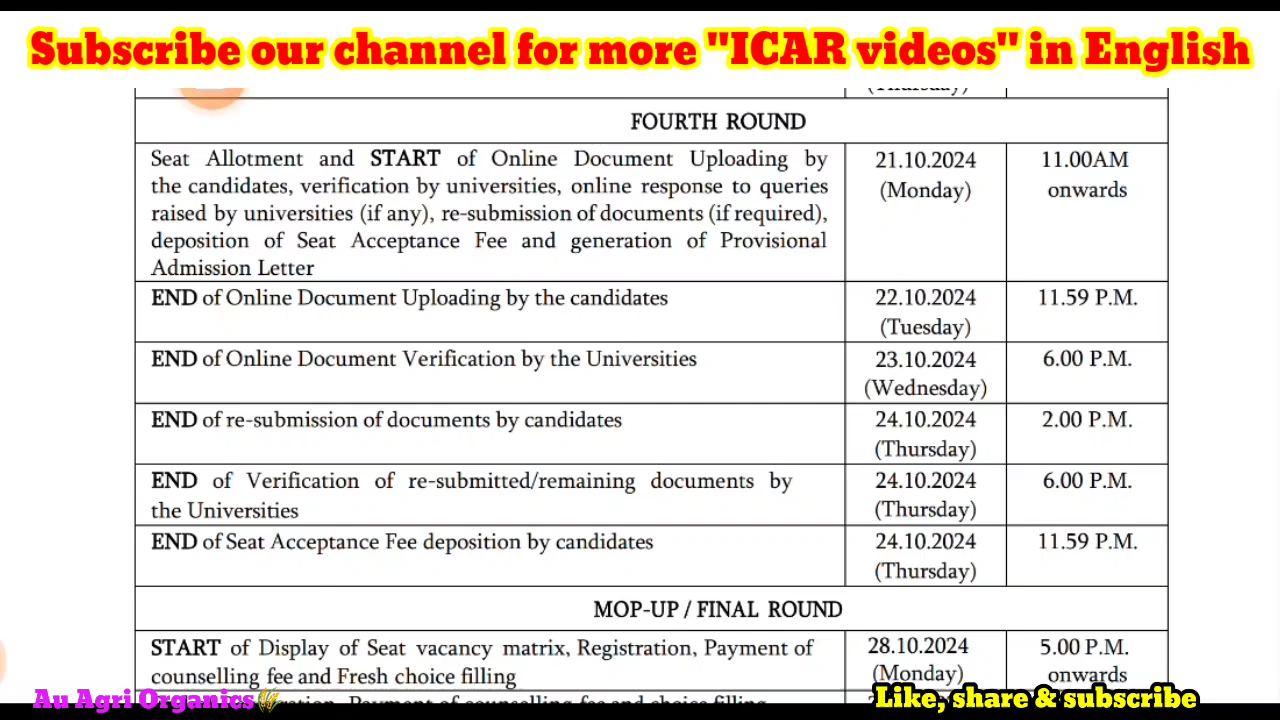 Subscribe our channel for more "ICAR videos" in English
(Thursday)
FOURTH ROUND
Seat Allotment and START of Online Document Uploading by
the candidates, verification by universities, online response to queries
raised by universities (if any), re-submission of documents (if required),
deposition of Seat Acceptance Fee and generation of Provisional
Admission Letter
21.10.2024
(Monday)
11.00AM
onwards
END of Online Document Uploading by the candidates
22.10.2024
(Tuesday)
11.59 P.M.
END of Online Document Verification by the Universities
23.10.2024
(Wednesday)
6.00 P.M.
END of re-submission of documents by candidates
24.10.2024
(Thursday)
2.00 P.M.
END of Verification of re-submitted/remaining documents by
the Universities
24.10.2024
(Thursday)
6.00 P.M.
END of Seat Acceptance Fee deposition by candidates
24.10.2024
(Thursday)
11.59 P.M.
MOP-UP / FINAL ROUND
START of Display of Seat vacancy matrix, Registration, Payment of
counselling fee and Fresh choice filling
28.10.2024
(Monday)
5.00 P.M.
onwards
Payment of counselling fee and choice filling
Au Agri Organics
Like, share & subscribe